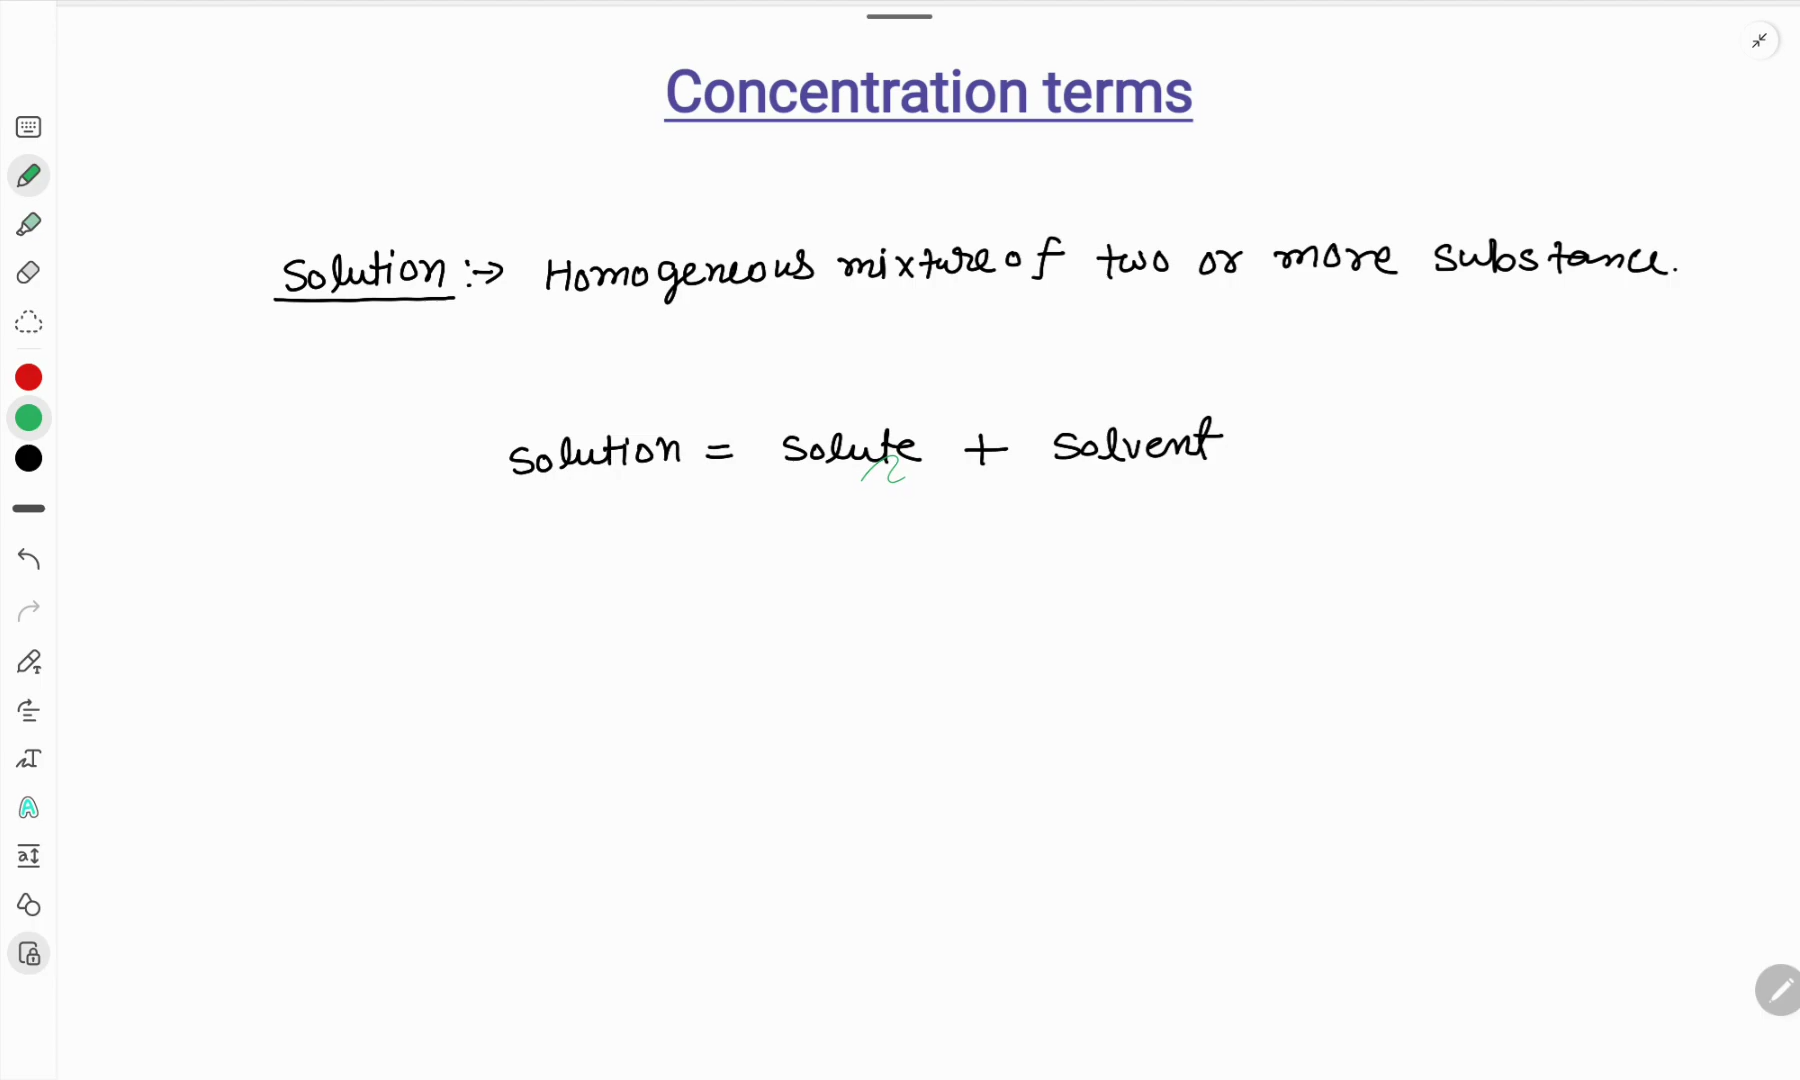 Concentration terms
Solution :→ Homogeneous mixture of two or more substance.
Solution = Solute + Solvent